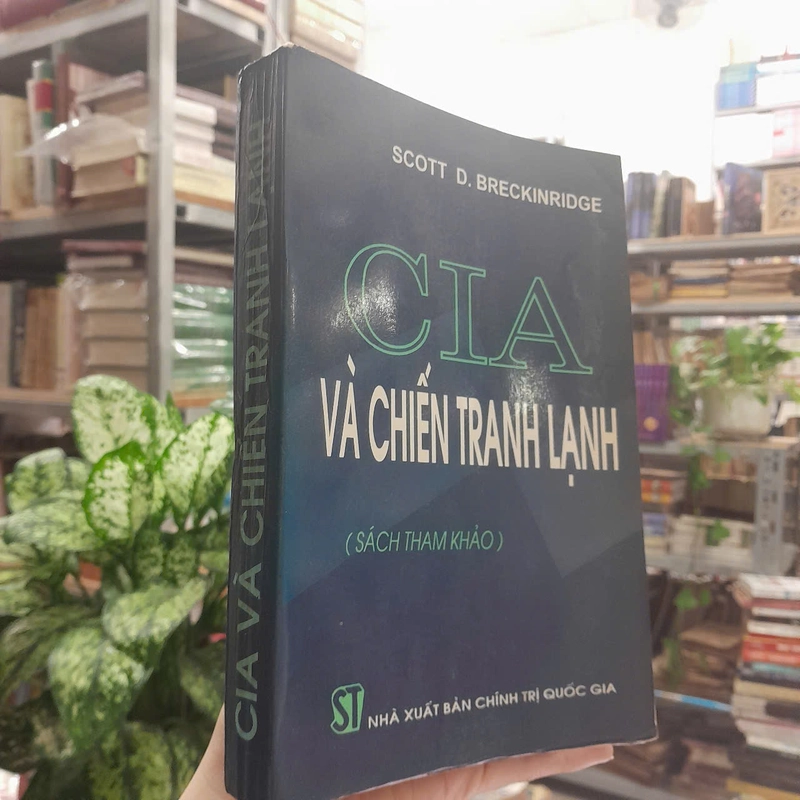 SCOTT D. BRECKINRIDGE
CIA
VÀ CHIẾN TRANH LẠNH
( SÁCH THAM KHẢO )
ST NHÀ XUẤT BẢN CHÍNH TRỊ QUỐC GIA
CIA VÀ CHIẾN TRANH LẠNH